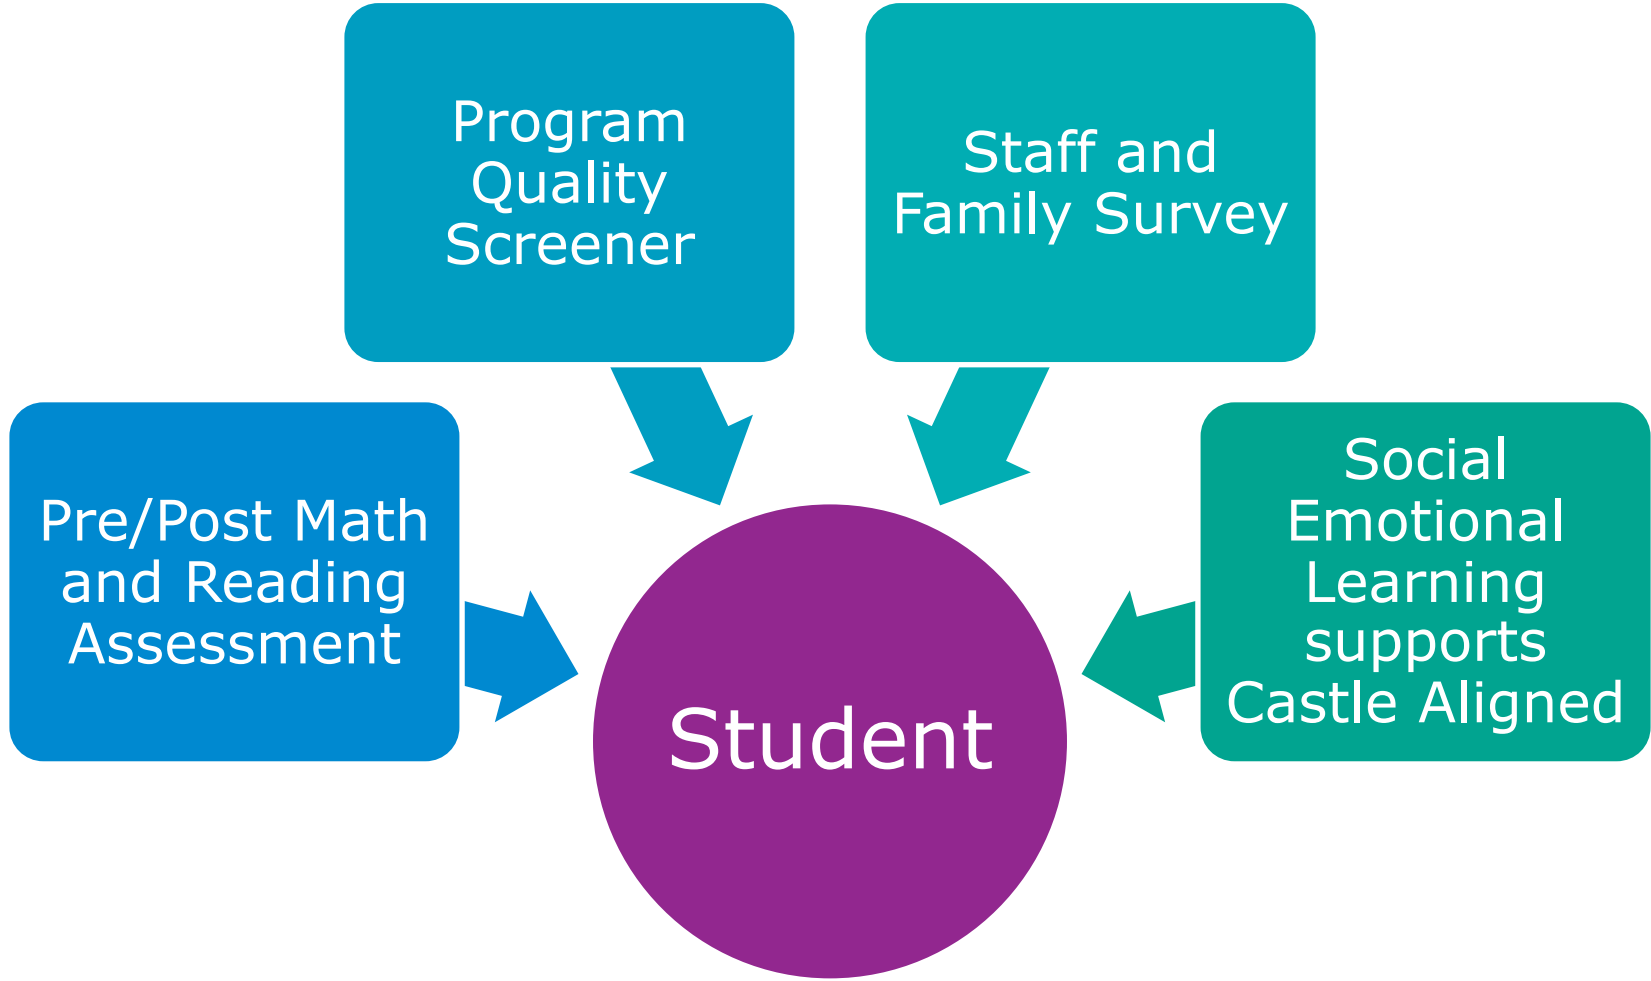 Program
Quality
Screener
Staff and
Family Survey
Pre/Post Math
and Reading
Assessment
Social
Emotional
Learning
supports
Castle Aligned
Student